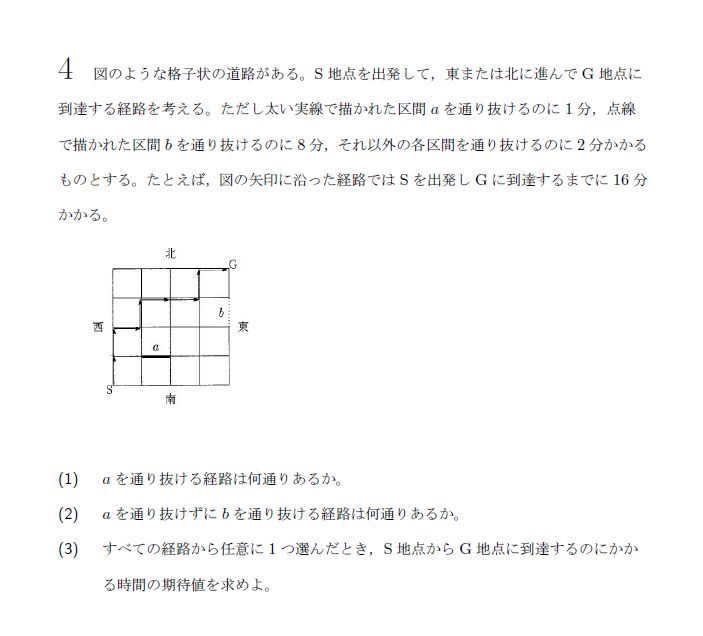 4 図のような格子状の道路がある。S 地点を出発して，東または北に進んで G 地点に
到達する経路を考える。ただし太い実線で描かれた区間 a を通り抜けるのに 1 分，点線
で描かれた区間 b を通り抜けるのに 8 分，それ以外の各区間を通り抜けるのに 2 分かかる
ものとする。たとえば，図の矢印に沿った経路では S を出発し G に到達するまでに 16 分
かかる。
北
G
b
西
東
a
S
南
(1) a を通り抜ける経路は何通りあるか。
(2) a を通り抜けずに b を通り抜ける経路は何通りあるか。
(3) すべての経路から任意に 1 つ選んだとき，S 地点から G 地点に到達するのにかか
る時間の期待値を求めよ。